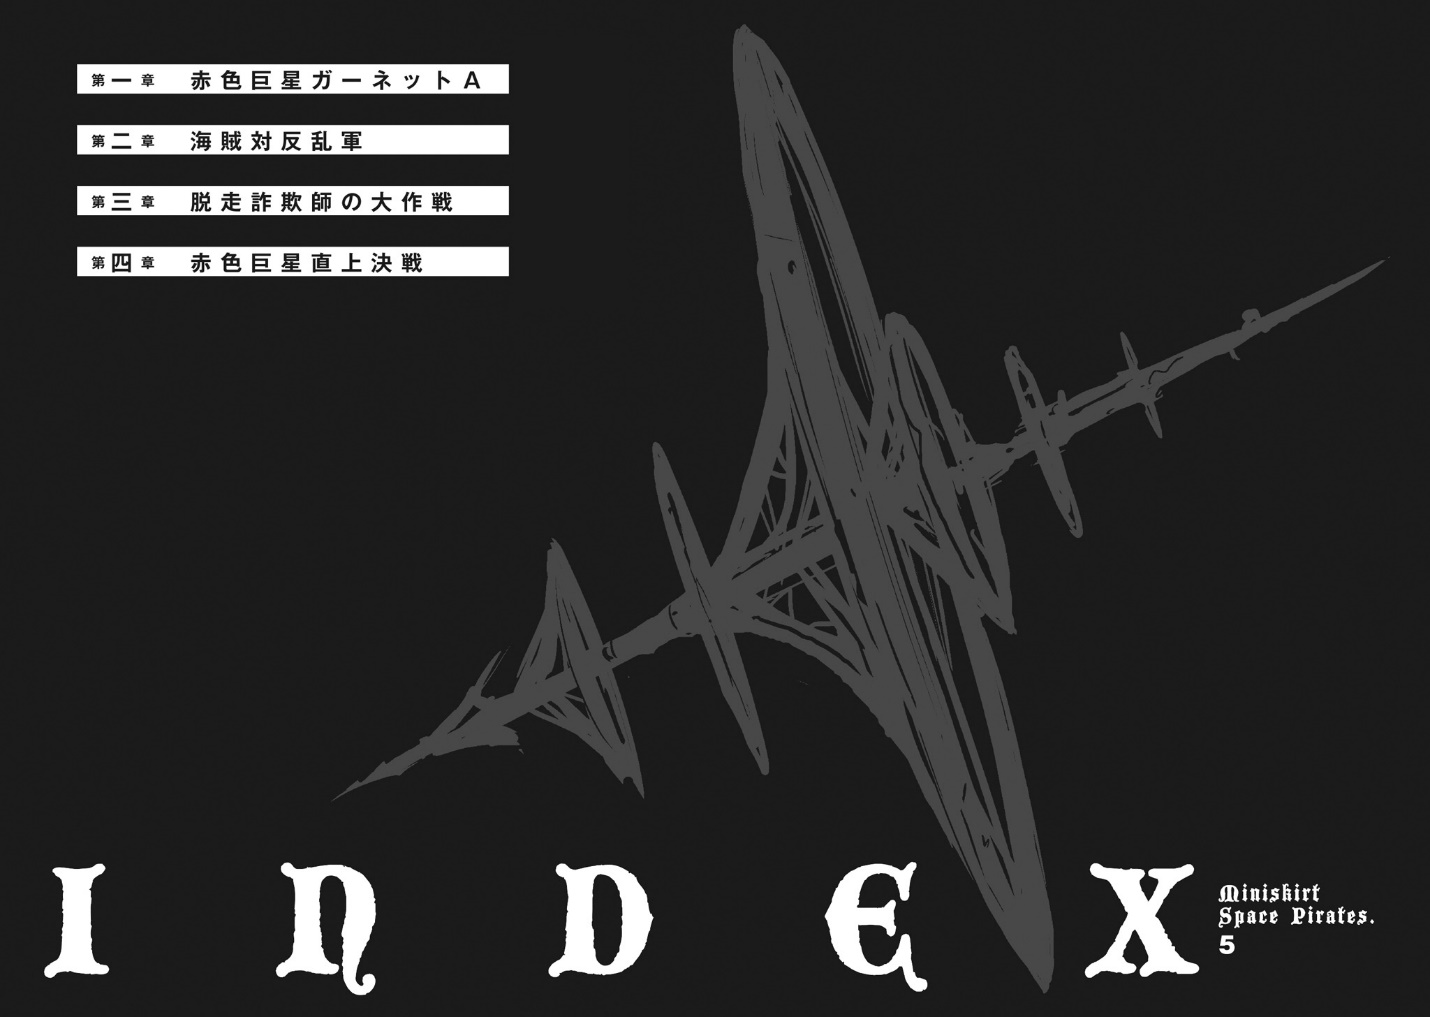 第一章 赤色巨星ガーネットA
第二章 海賊対反乱軍
第三章 脱走詐欺師の大作戦
第四章 赤色巨星直上決戦
INDEX
Miniskirt
Space Pirates.
5